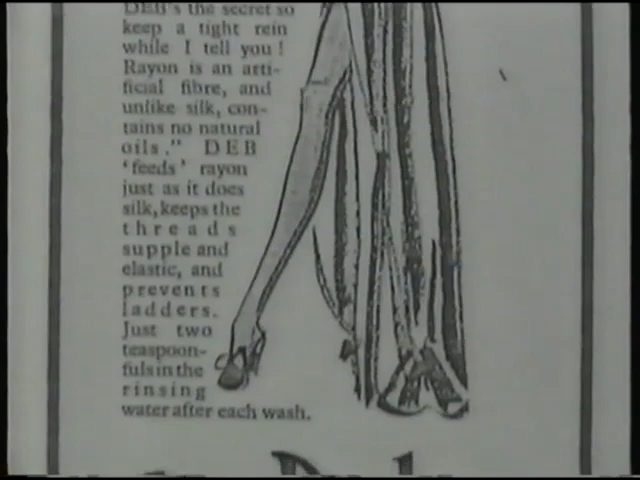 DEB's the secret so
keep a tight rein
while I tell you!
Rayon is an arti-
ficial fibre, and
unlike silk, con-
tains no natural
oils." DEB
'feeds' rayon
just as it does
silk, keeps the
threads
supple and
elastic, and
prevents
ladders.
Just two
teaspoon-
fuls in the
rinsing
water after each wash.